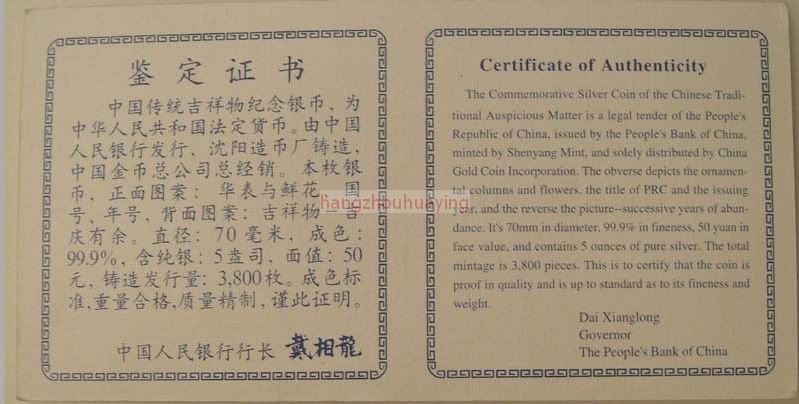 鉴定证书
中国传统吉祥物纪念银币，为
中华人民共和国法定货币。由中国
人民银行发行，沈阳造币厂铸造，
中国金币总公司总经销。本枚银
币，正面图案：华表与鲜花、国
号、年号，背面图案：吉祥物—吉
庆有余。直径：70毫米，成色：
99.9%，含纯银：5盎司，面值：50
元，铸造发行量：3,800枚。成色标
准，重量合格，质量精制，谨此证明。
中国人民银行行长 戴相龍
Certificate of Authenticity
The Commemorative Silver Coin of the Chinese Tradi-
tional Auspicious Matter is a legal tender of the People's
Republic of China, issued by the People's Bank of China,
minted by Shenyang Mint, and solely distributed by China
Gold Coin Incorporation. The obverse depicts the ornamen-
tal columns and flowers, the title of PRC and the issuing
year, and the reverse the picture--successive years of abun-
dance. It's 70mm in diameter, 99.9% in fineness, 50 yuan in
face value, and contains 5 ounces of pure silver. The total
mintage is 3,800 pieces. This is to certify that the coin is
proof in quality and is up to standard as to its fineness and
weight.
Dai Xianglong
Governor
The People's Bank of China
hangzhouhuaying